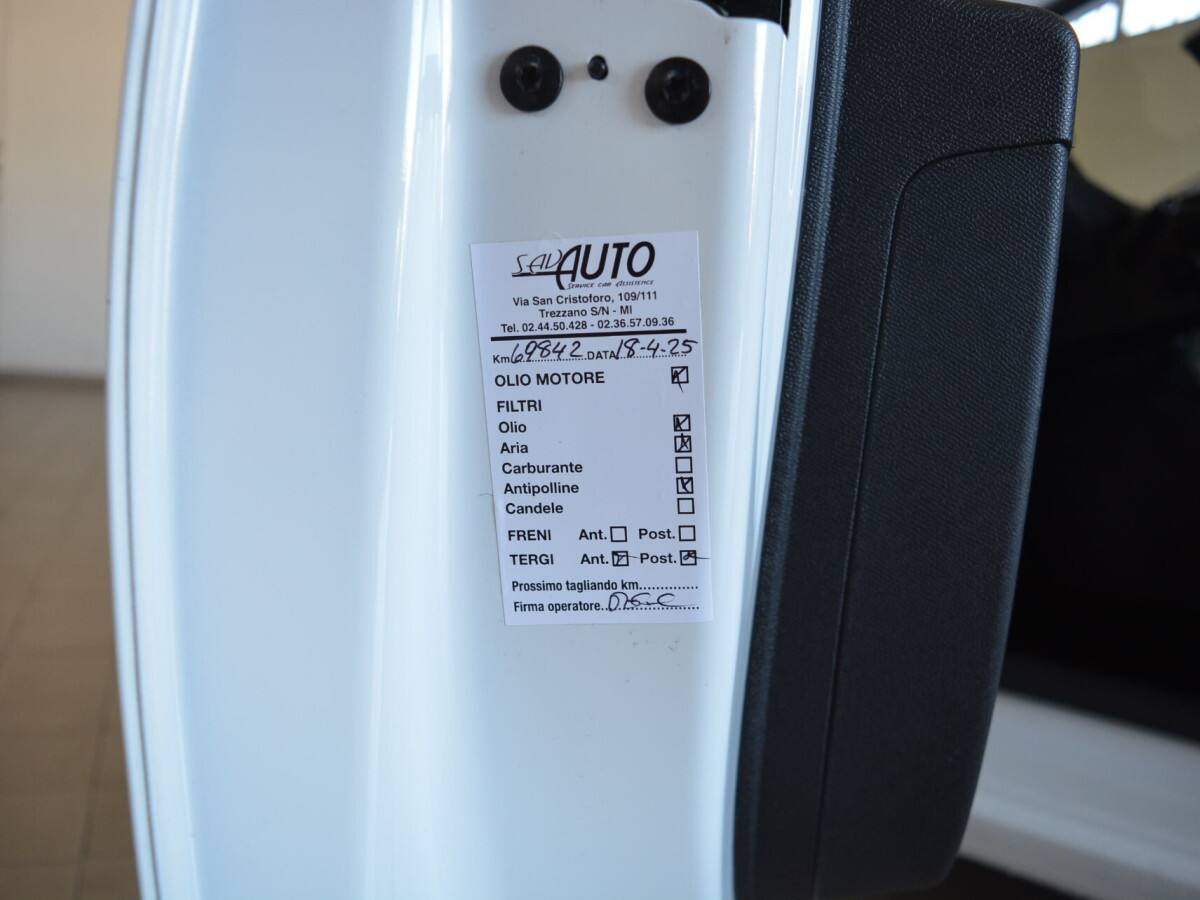 SAV AUTO
SERVICE CAR ASSISTENCE
Via San Cristoforo, 109/111
Trezzano S/N - MI
Tel. 02.44.50.428 - 02.36.57.09.36
Km 69842 DATA 18-4-25
OLIO MOTORE
FILTRI
Olio
Aria
Carburante
Antipolline
Candele
FRENI Ant. Post.
TERGI Ant. Post.
Prossimo tagliando km..............
Firma operatore..